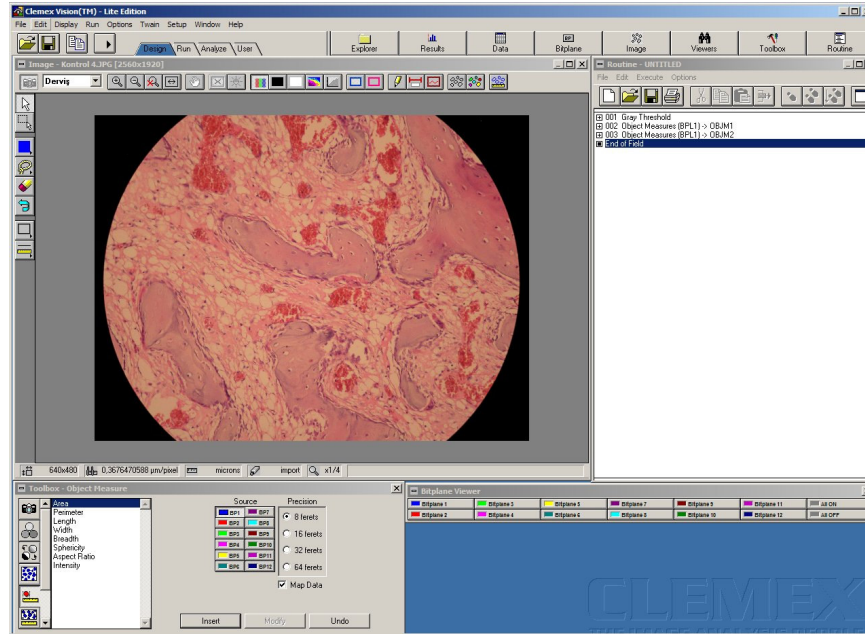 Clemex Vision(TM) - Lite Edition
File Edit Display Run Options Twain Setup Window Help
Design Run Analyze User
Explorer Results Data Bitplane Image Viewers Toolbox Routine
BP
Image - Kontrol 4.JPG [2560x1920]
Derviş
Routine - UNTITLED
File Edit Execute Options
001 Gray Threshold
002 Object Measures (BPL1) -> OBJM1
003 Object Measures (BPL1) -> OBJM2
End of Field
640x480 0,3676470588 µm/pixel microns import x1/4
Toolbox - Object Measure
Area
Perimeter
Length
Width
Breadth
Sphericity
Aspect Ratio
Intensity
Source Precision
BP1 BP7
BP2 BP8
BP3 BP9
BP4 BP10
BP5 BP11
BP6 BP12
8 ferets
16 ferets
32 ferets
64 ferets
Map Data
Insert Modify Undo
Bitplane Viewer
Bitplane 1 Bitplane 3 Bitplane 5 Bitplane 7 Bitplane 9 Bitplane 11 All ON
Bitplane 2 Bitplane 4 Bitplane 6 Bitplane 8 Bitplane 10 Bitplane 12 All OFF
CLEMEX